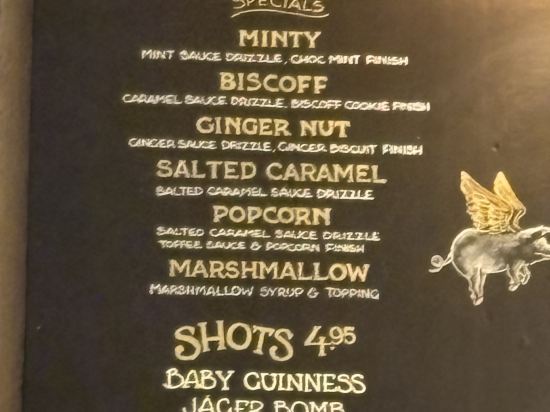 SPECIALS
MINTY
MINT SAUCE DRIZZLE, CHOC MINT FINISH
BISCOFF
CARAMEL SAUCE DRIZZLE, BISCOFF COOKIE FINISH
GINGER NUT
GINGER SAUCE DRIZZLE, GINGER BISCUIT FINISH
SALTED CARAMEL
SALTED CARAMEL SAUCE DRIZZLE
POPCORN
SALTED CARAMEL SAUCE DRIZZLE
TOFFEE SAUCE & POPCORN FINISH
MARSHMALLOW
MARSHMALLOW SYRUP & TOPPING
SHOTS 4.95
BABY GUINNESS
JÄGER BOMB